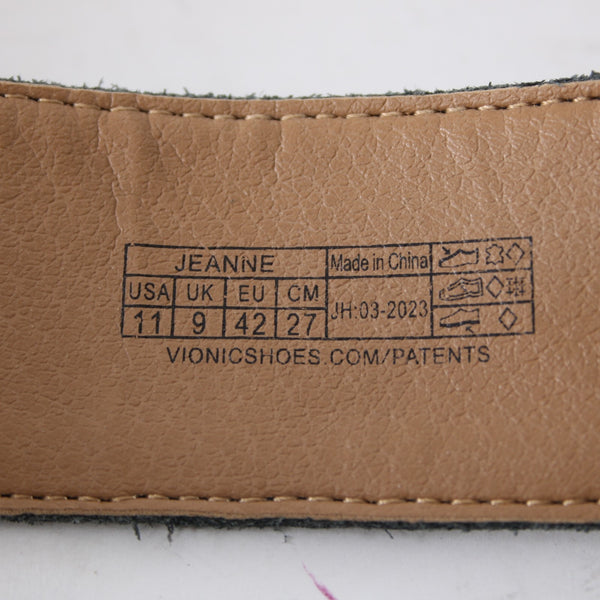 JEANNE Made in China
USA UK EU CM JH:03-2023
11 9 42 27
VIONICSHOES.COM/PATENTS